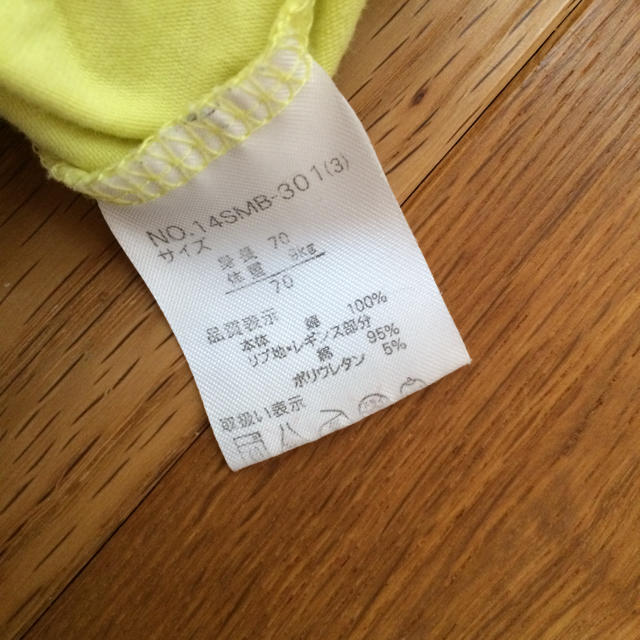 NO.14SMB-301(3)
サイズ
身長 70
体重 9kg
70
品質表示
本体 綿 100%
リブ地・レギンス部分
綿 95%
ポリウレタン 5%
取扱い表示